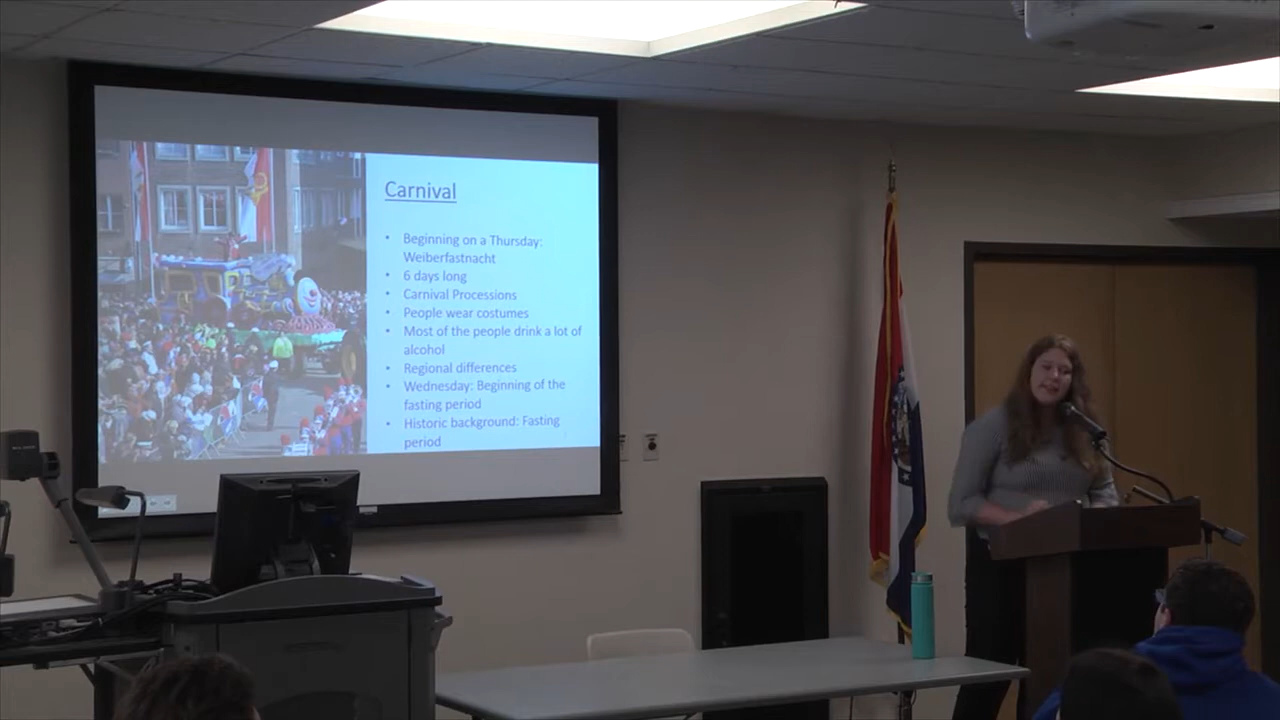 Carnival
• Beginning on a Thursday:
Weiberfastnacht
• 6 days long
• Carnival Processions
• People wear costumes
• Most of the people drink a lot of
alcohol
• Regional differences
• Wednesday: Beginning of the
fasting period
• Historic background: Fasting
period